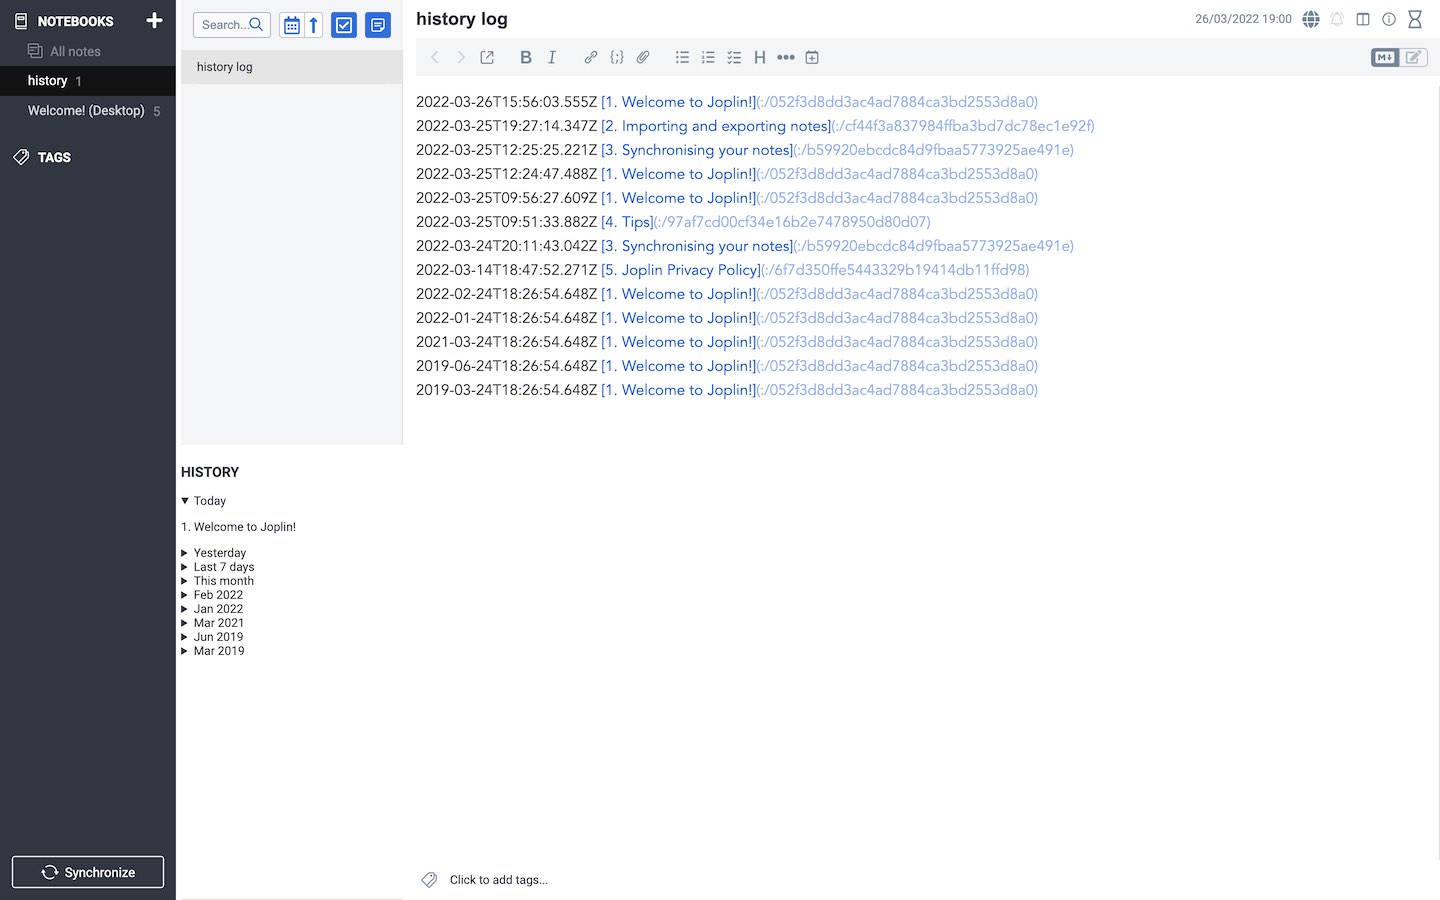 NOTEBOOKS
All notes
history 1
Welcome! (Desktop) 5
TAGS
Synchronize
Search...
history log
HISTORY
Today
1. Welcome to Joplin!
Yesterday
Last 7 days
This month
Feb 2022
Jan 2022
Mar 2021
Jun 2019
Mar 2019
history log
26/03/2022 19:00
B I H M
2022-03-26T15:56:03.555Z [1. Welcome to Joplin!](:/052f3d8dd3ac4ad7884ca3bd2553d8a0)
2022-03-25T19:27:14.347Z [2. Importing and exporting notes](:/cf44f3a837984ffba3bd7dc78ec1e92f)
2022-03-25T12:25:25.221Z [3. Synchronising your notes](:/b59920ebcdc84d9fbaa5773925ae491e)
2022-03-25T12:24:47.488Z [1. Welcome to Joplin!](:/052f3d8dd3ac4ad7884ca3bd2553d8a0)
2022-03-25T09:56:27.609Z [1. Welcome to Joplin!](:/052f3d8dd3ac4ad7884ca3bd2553d8a0)
2022-03-25T09:51:33.882Z [4. Tips](:/97af7cd00cf34e16b2e7478950d80d07)
2022-03-24T20:11:43.042Z [3. Synchronising your notes](:/b59920ebcdc84d9fbaa5773925ae491e)
2022-03-14T18:47:52.271Z [5. Joplin Privacy Policy](:/6f7d350ffe5443329b19414db11ffd98)
2022-02-24T18:26:54.648Z [1. Welcome to Joplin!](:/052f3d8dd3ac4ad7884ca3bd2553d8a0)
2022-01-24T18:26:54.648Z [1. Welcome to Joplin!](:/052f3d8dd3ac4ad7884ca3bd2553d8a0)
2021-03-24T18:26:54.648Z [1. Welcome to Joplin!](:/052f3d8dd3ac4ad7884ca3bd2553d8a0)
2019-06-24T18:26:54.648Z [1. Welcome to Joplin!](:/052f3d8dd3ac4ad7884ca3bd2553d8a0)
2019-03-24T18:26:54.648Z [1. Welcome to Joplin!](:/052f3d8dd3ac4ad7884ca3bd2553d8a0)
Click to add tags...